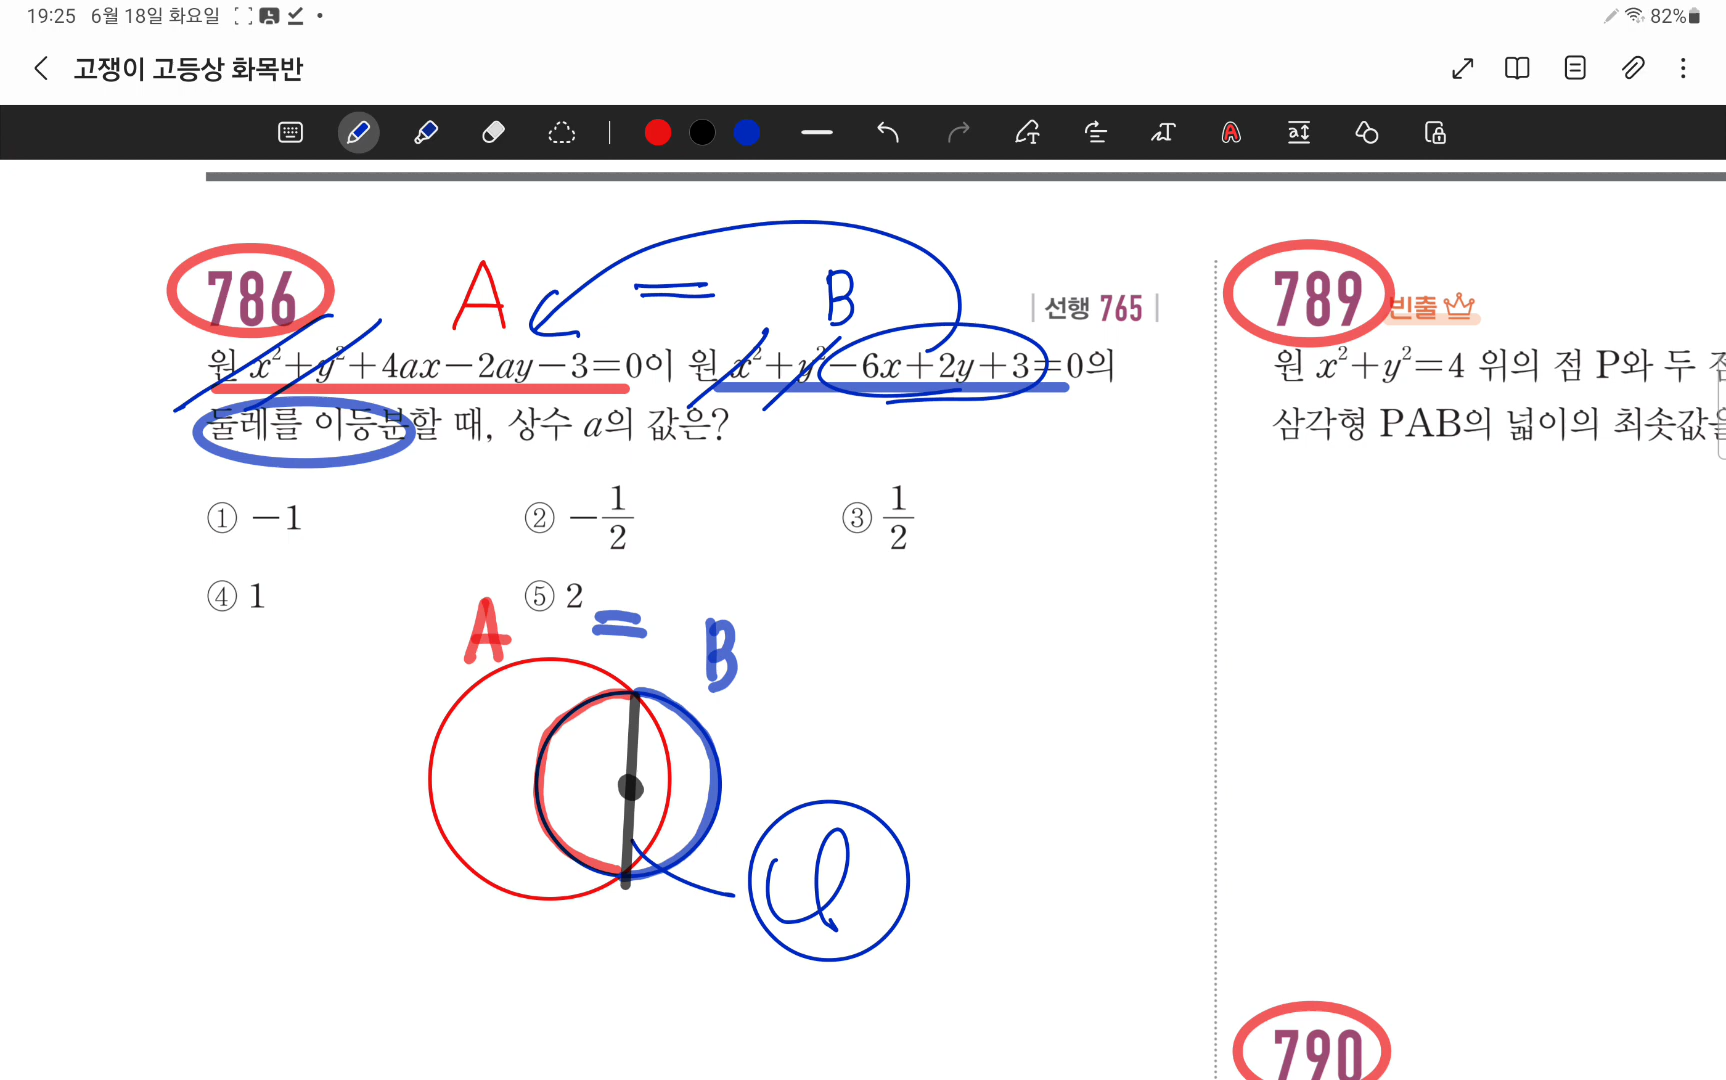 19:25 6월 18일 화요일
82%
고쟁이 고등상 화목반
786
A = B
선행 765
원 x²+y²+4ax−2ay−3=0이 원 x²+y²−6x+2y+3=0의
둘레를 이등분할 때, 상수 a의 값은?
① −1 ② −1/2 ③ 1/2
④ 1 ⑤ 2
A = B
789 빈출
원 x²+y²=4 위의 점 P와 두
삼각형 PAB의 넓이의 최솟값을
790